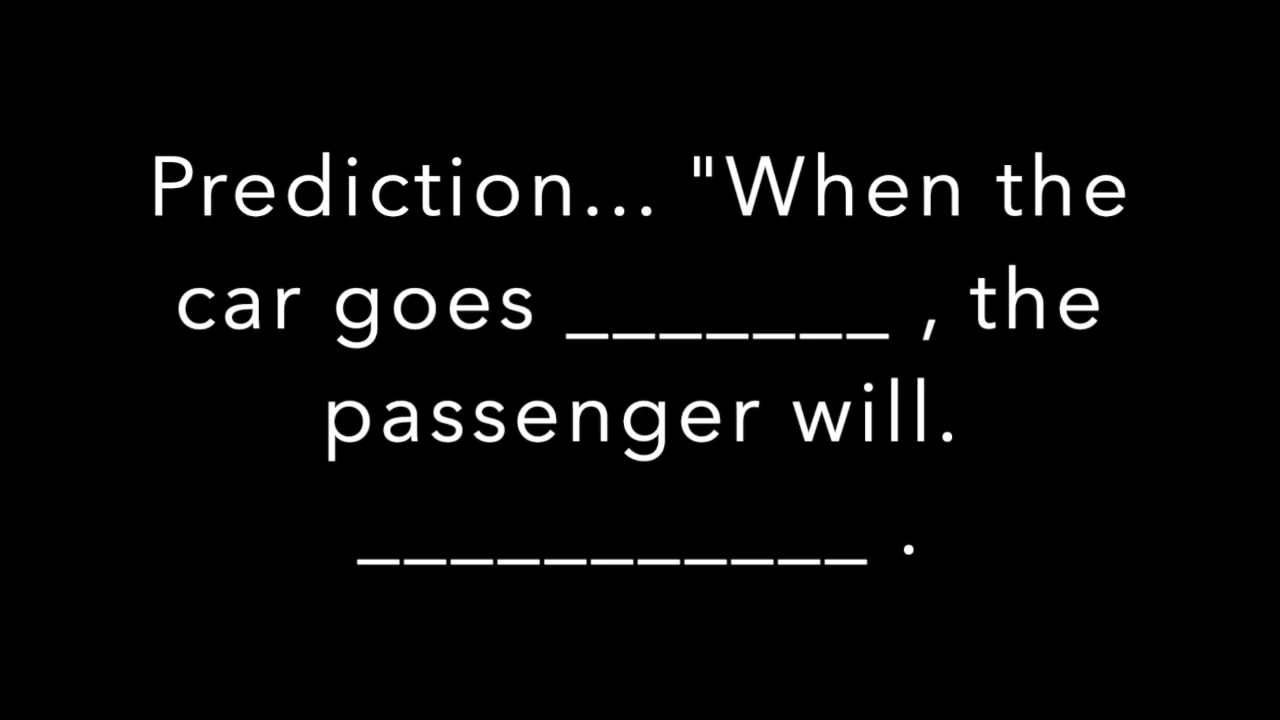 Prediction... "When the
car goes _______ , the
passenger will.
___________ .